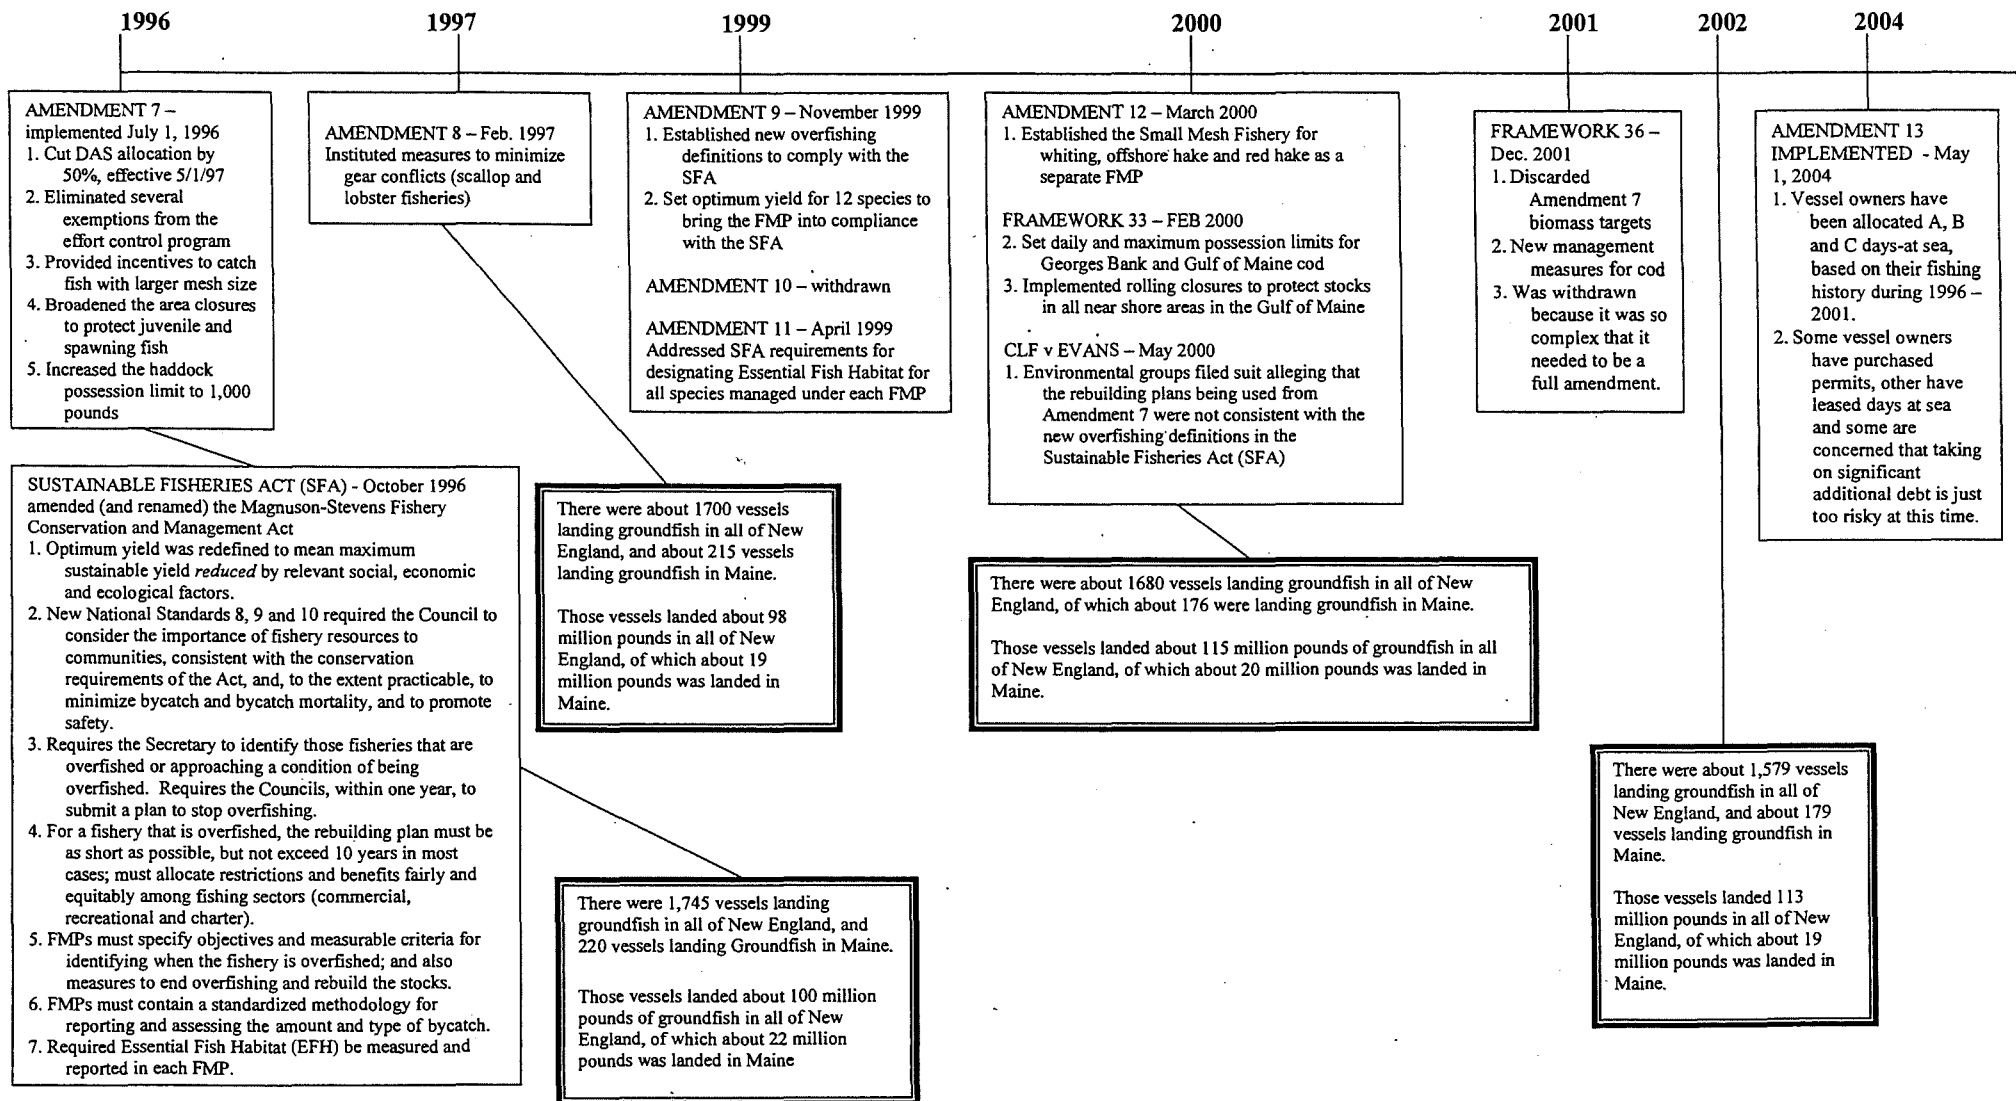 1996
1997
1999
2000
2001
2002
2004
AMENDMENT 7 –
implemented July 1, 1996
1. Cut DAS allocation by
50%, effective 5/1/97
2. Eliminated several
exemptions from the
effort control program
3. Provided incentives to catch
fish with larger mesh size
4. Broadened the area closures
to protect juvenile and
spawning fish
5. Increased the haddock
possession limit to 1,000
pounds
AMENDMENT 8 – Feb. 1997
Instituted measures to minimize
gear conflicts (scallop and
lobster fisheries)
AMENDMENT 9 – November 1999
1. Established new overfishing
definitions to comply with the
SFA
2. Set optimum yield for 12 species to
bring the FMP into compliance
with the SFA
AMENDMENT 10 – withdrawn
AMENDMENT 11 – April 1999
Addressed SFA requirements for
designating Essential Fish Habitat for
all species managed under each FMP
AMENDMENT 12 – March 2000
1. Established the Small Mesh Fishery for
whiting, offshore hake and red hake as a
separate FMP
FRAMEWORK 33 – FEB 2000
2. Set daily and maximum possession limits for
Georges Bank and Gulf of Maine cod
3. Implemented rolling closures to protect stocks
in all near shore areas in the Gulf of Maine
CLF v EVANS – May 2000
1. Environmental groups filed suit alleging that
the rebuilding plans being used from
Amendment 7 were not consistent with the
new overfishing definitions in the
Sustainable Fisheries Act (SFA)
FRAMEWORK 36 –
Dec. 2001
1. Discarded
Amendment 7
biomass targets
2. New management
measures for cod
3. Was withdrawn
because it was so
complex that it
needed to be a
full amendment.
AMENDMENT 13
IMPLEMENTED - May
1, 2004
1. Vessel owners have
been allocated A, B
and C days-at sea,
based on their fishing
history during 1996 –
2001.
2. Some vessel owners
have purchased
permits, other have
leased days at sea
and some are
concerned that taking
on significant
additional debt is just
too risky at this time.
SUSTAINABLE FISHERIES ACT (SFA) - October 1996
amended (and renamed) the Magnuson-Stevens Fishery
Conservation and Management Act
1. Optimum yield was redefined to mean maximum
sustainable yield reduced by relevant social, economic
and ecological factors.
2. New National Standards 8, 9 and 10 required the Council to
consider the importance of fishery resources to
communities, consistent with the conservation
requirements of the Act, and, to the extent practicable, to
minimize bycatch and bycatch mortality, and to promote
safety.
3. Requires the Secretary to identify those fisheries that are
overfished or approaching a condition of being
overfished. Requires the Councils, within one year, to
submit a plan to stop overfishing.
4. For a fishery that is overfished, the rebuilding plan must be
as short as possible, but not exceed 10 years in most
cases; must allocate restrictions and benefits fairly and
equitably among fishing sectors (commercial,
recreational and charter).
5. FMPs must specify objectives and measurable criteria for
identifying when the fishery is overfished; and also
measures to end overfishing and rebuild the stocks.
6. FMPs must contain a standardized methodology for
reporting and assessing the amount and type of bycatch.
7. Required Essential Fish Habitat (EFH) be measured and
reported in each FMP.
There were about 1700 vessels
landing groundfish in all of New
England, and about 215 vessels
landing groundfish in Maine.
Those vessels landed about 98
million pounds in all of New
England, of which about 19
million pounds was landed in
Maine.
There were about 1680 vessels landing groundfish in all of New
England, of which about 176 were landing groundfish in Maine.
Those vessels landed about 115 million pounds of groundfish in all
of New England, of which about 20 million pounds was landed in
Maine.
There were 1,745 vessels landing
groundfish in all of New England, and
220 vessels landing Groundfish in Maine.
Those vessels landed about 100 million
pounds of groundfish in all of New
England, of which about 22 million
pounds was landed in Maine
There were about 1,579 vessels
landing groundfish in all of
New England, and about 179
vessels landing groundfish in
Maine.
Those vessels landed 113
million pounds in all of New
England, of which about 19
million pounds was landed in
Maine.